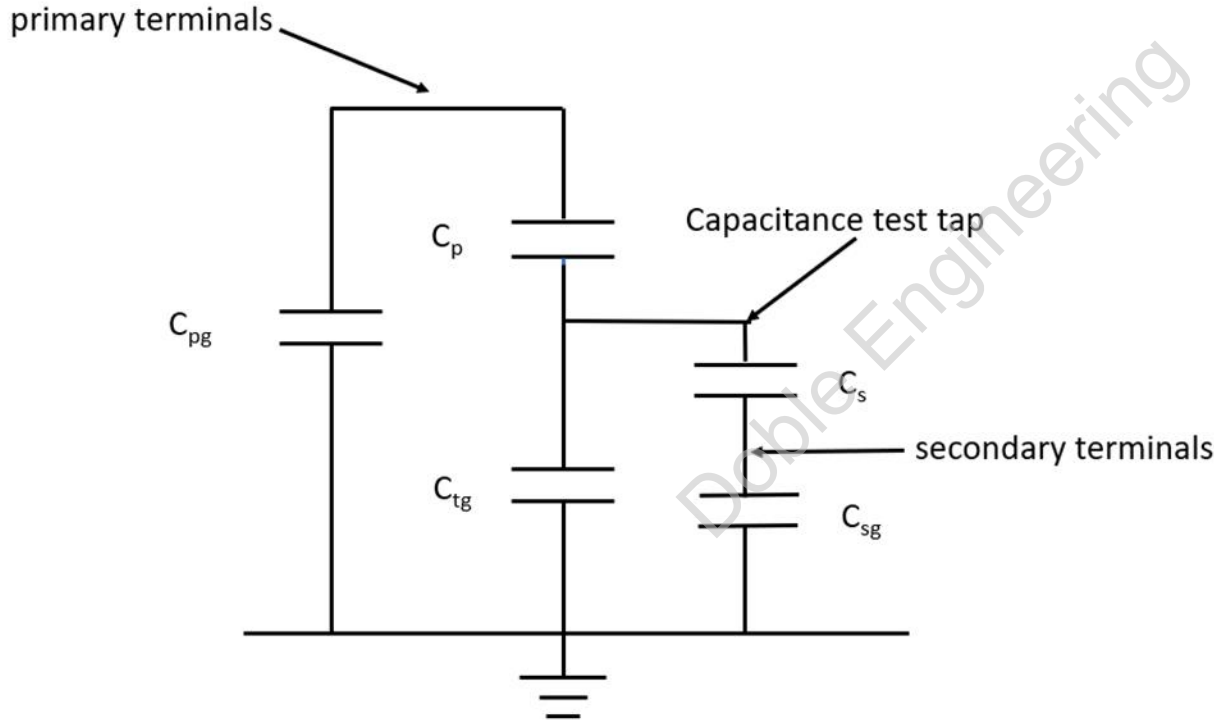 primary terminals
Capacitance test tap
C_p
C_pg
C_s
secondary terminals
C_tg
C_sg
Doble Engineering